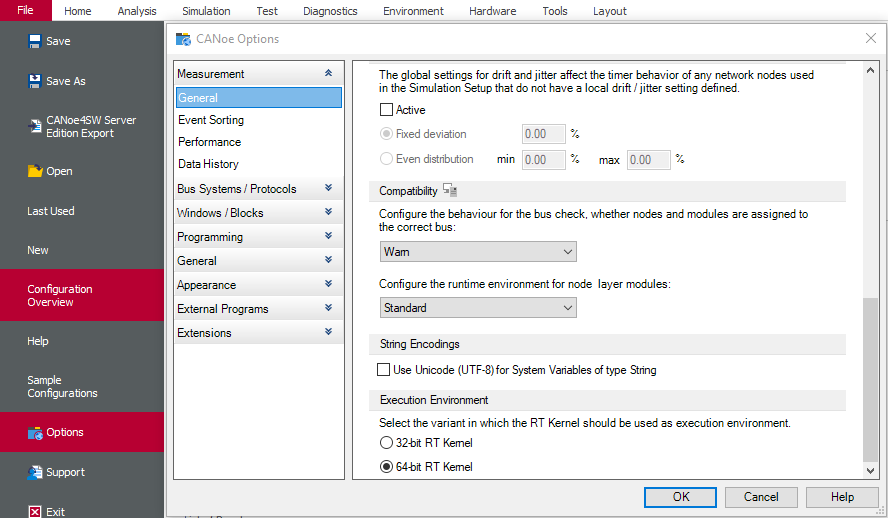 File
Home
Analysis
Simulation
Test
Diagnostics
Environment
Hardware
Tools
Layout
Save
Save As
CANoe4SW Server
Edition Export
Open
Last Used
New
Configuration
Overview
Help
Sample
Configurations
Options
Support
Exit
CANoe Options
Measurement
General
Event Sorting
Performance
Data History
Bus Systems / Protocols
Windows / Blocks
Programming
General
Appearance
External Programs
Extensions
The global settings for drift and jitter affect the timer behavior of any network nodes used
in the Simulation Setup that do not have a local drift / jitter setting defined.
Active
Fixed deviation 0.00 %
Even distribution min 0.00 % max 0.00 %
Compatibility
Configure the behaviour for the bus check, whether nodes and modules are assigned to
the correct bus:
Warn
Configure the runtime environment for node layer modules:
Standard
String Encodings
Use Unicode (UTF-8) for System Variables of type String
Execution Environment
Select the variant in which the RT Kernel should be used as execution environment.
32-bit RT Kernel
64-bit RT Kernel
OK
Cancel
Help